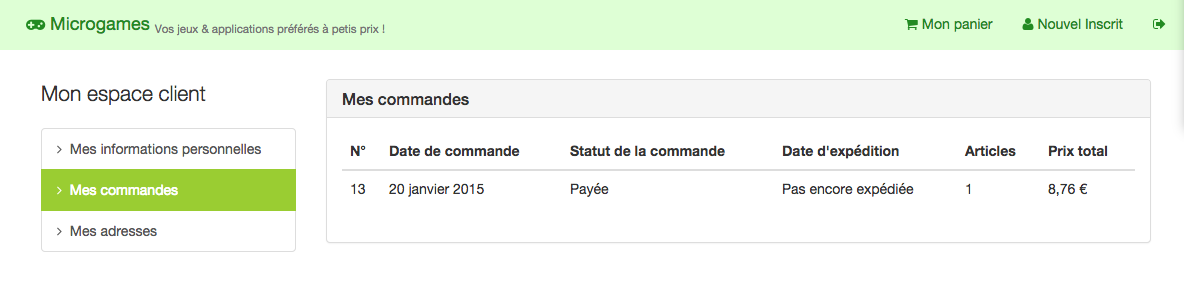 Microgames Vos jeux & applications préférés à petis prix ! Mon panier Nouvel Inscrit
Mon espace client
Mes informations personnelles
Mes commandes
Mes adresses
Mes commandes
N° Date de commande Statut de la commande Date d'expédition Articles Prix total
13 20 janvier 2015 Payée Pas encore expédiée 1 8,76 €